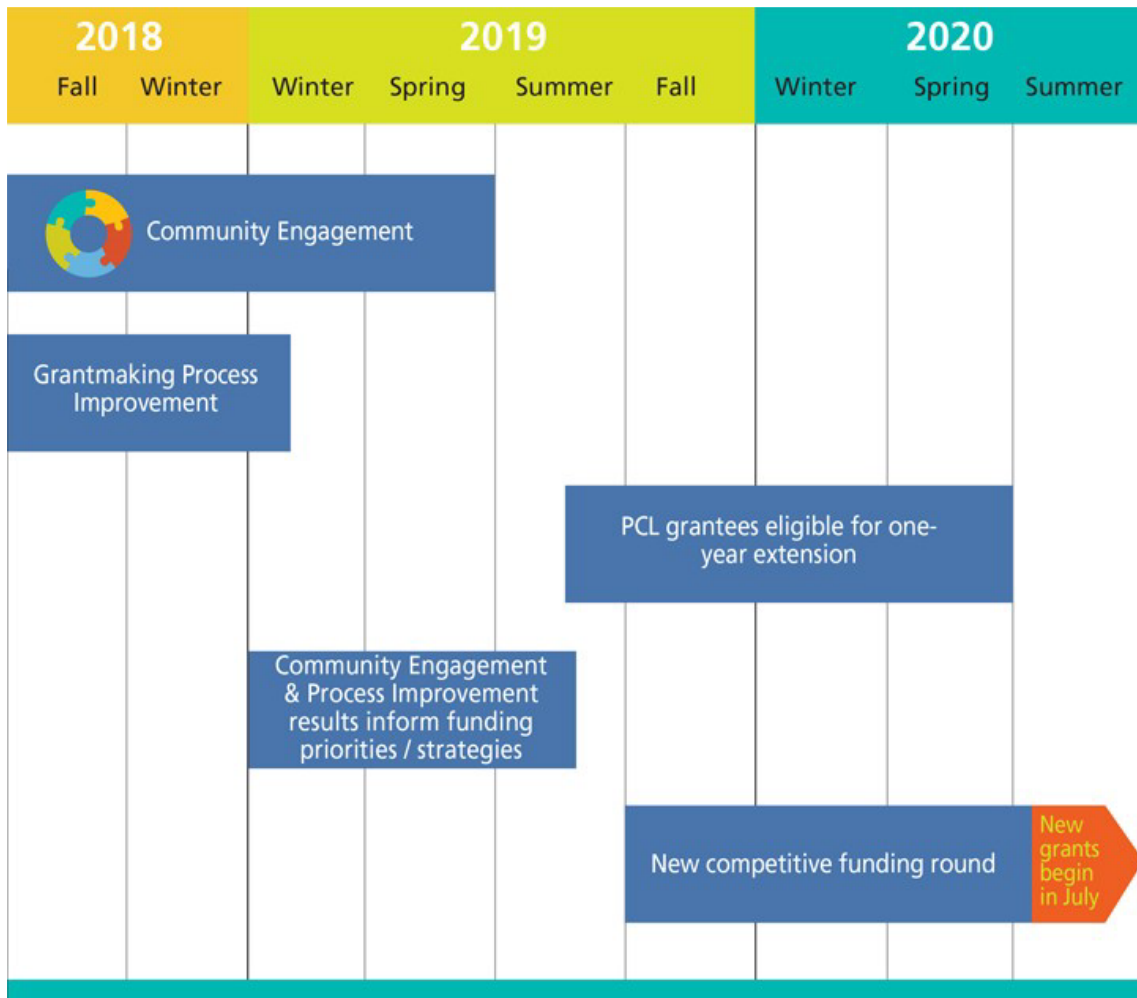 2018 2019 2020
Fall Winter Winter Spring Summer Fall Winter Spring Summer
Community Engagement
Grantmaking Process
Improvement
PCL grantees eligible for one-
year extension
Community Engagement
& Process Improvement
results inform funding
priorities / strategies
New competitive funding round
New
grants
begin
in July